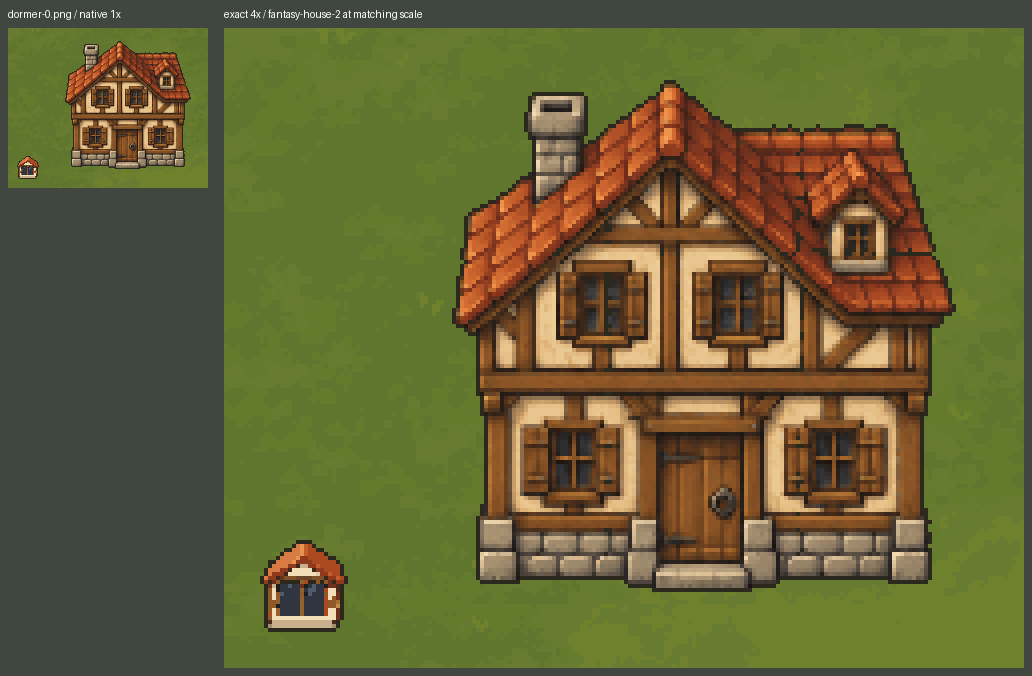 dormer-0.png / native 1x
exact 4x / fantasy-house-2 at matching scale